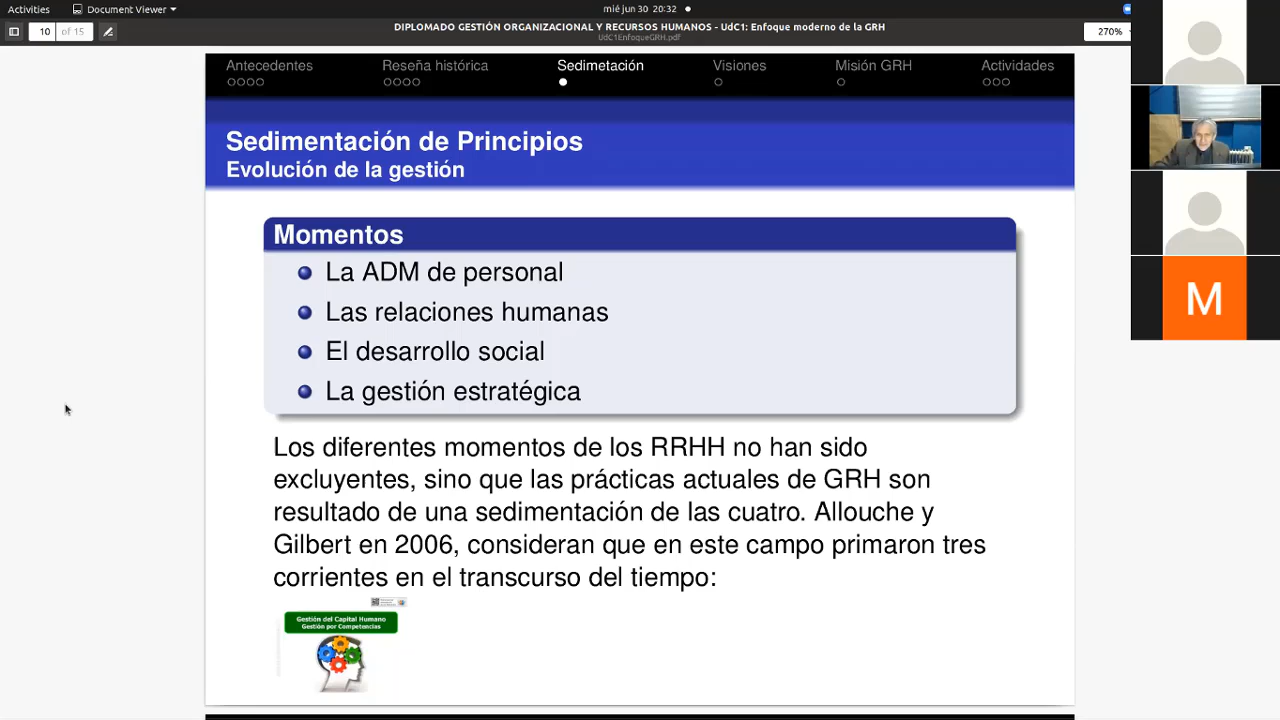 Activities
Document Viewer
mié jun 30 20:32
10 of 15
DIPLOMADO GESTIÓN ORGANIZACIONAL Y RECURSOS HUMANOS - UdC1: Enfoque moderno de la GRH
UdC1EnfoqueGRH.pdf
270%
Antecedentes
Reseña histórica
Sedimetación
Visiones
Misión GRH
Actividades
Sedimentación de Principios
Evolución de la gestión
Momentos
La ADM de personal
Las relaciones humanas
El desarrollo social
La gestión estratégica
Los diferentes momentos de los RRHH no han sido
excluyentes, sino que las prácticas actuales de GRH son
resultado de una sedimentación de las cuatro. Allouche y
Gilbert en 2006, consideran que en este campo primaron tres
corrientes en el transcurso del tiempo:
Gestión del Capital Humano
Gestión por Competencias
M